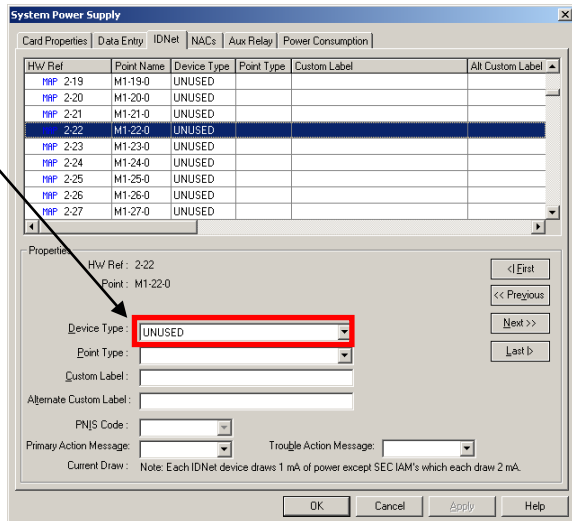 System Power Supply
Card Properties Data Entry IDNet NACs Aux Relay Power Consumption
HW Ref Point Name Device Type Point Type Custom Label Alt Custom Label
MAP 2-19 M1-19-0 UNUSED
MAP 2-20 M1-20-0 UNUSED
MAP 2-21 M1-21-0 UNUSED
2-22 M1-22-0 UNUSED
MAP 2-23 M1-23-0 UNUSED
MAP 2-24 M1-24-0 UNUSED
MAP 2-25 M1-25-0 UNUSED
MAP 2-26 M1-26-0 UNUSED
MAP 2-27 M1-27-0 UNUSED
Properties
HW Ref : 2-22
Point : M1-22-0
Device Type : UNUSED
Point Type :
Custom Label :
Alternate Custom Label :
PNIS Code :
Primary Action Message: Trouble Action Message:
Current Draw : Note: Each IDNet device draws 1 mA of power except SEC IAM's which each draw 2 mA.
First
<< Previous
Next >>
Last
OK Cancel Apply Help